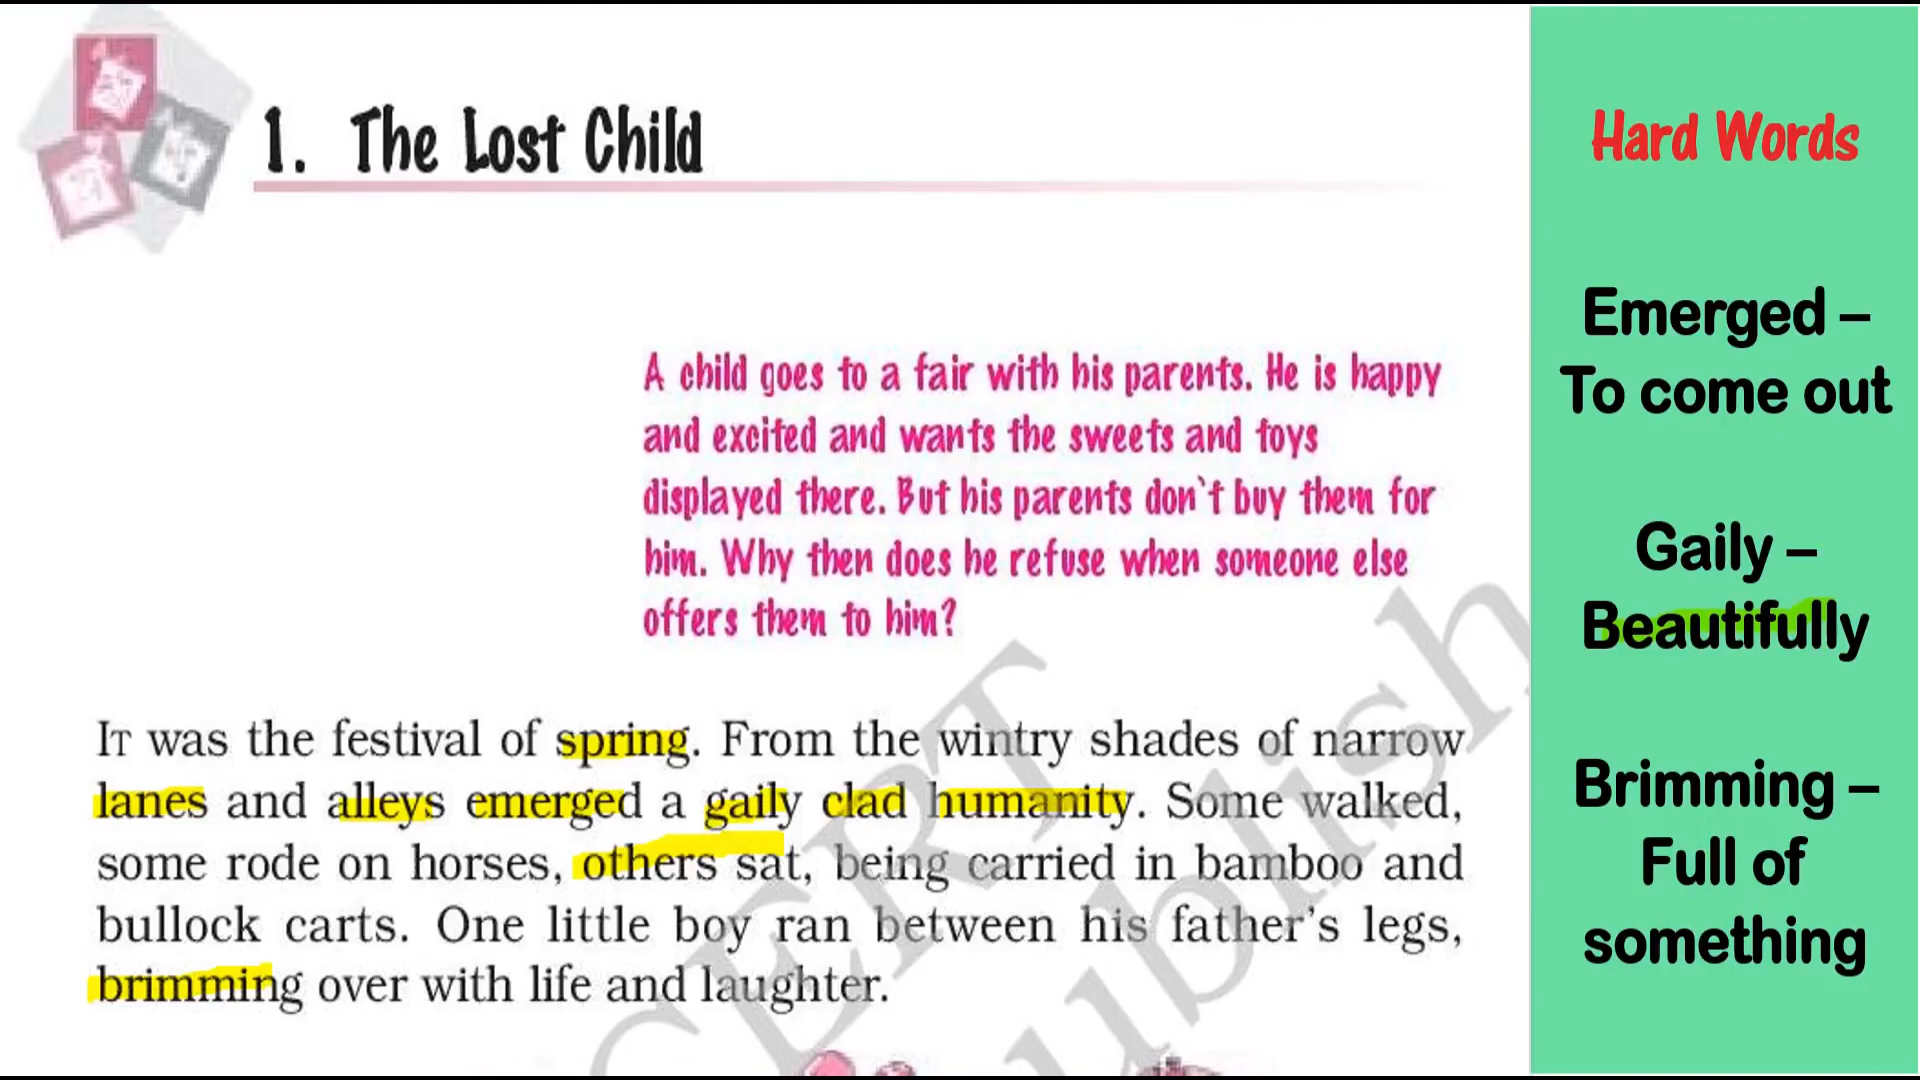 1. The Lost Child
A child goes to a fair with his parents. He is happy
and excited and wants the sweets and toys
displayed there. But his parents don't buy them for
him. Why then does he refuse when someone else
offers them to him?
IT was the festival of spring. From the wintry shades of narrow
lanes and alleys emerged a gaily clad humanity. Some walked,
some rode on horses, others sat, being carried in bamboo and
bullock carts. One little boy ran between his father's legs,
brimming over with life and laughter.
Hard Words
Emerged –
To come out
Gaily –
Beautifully
Brimming –
Full of
something